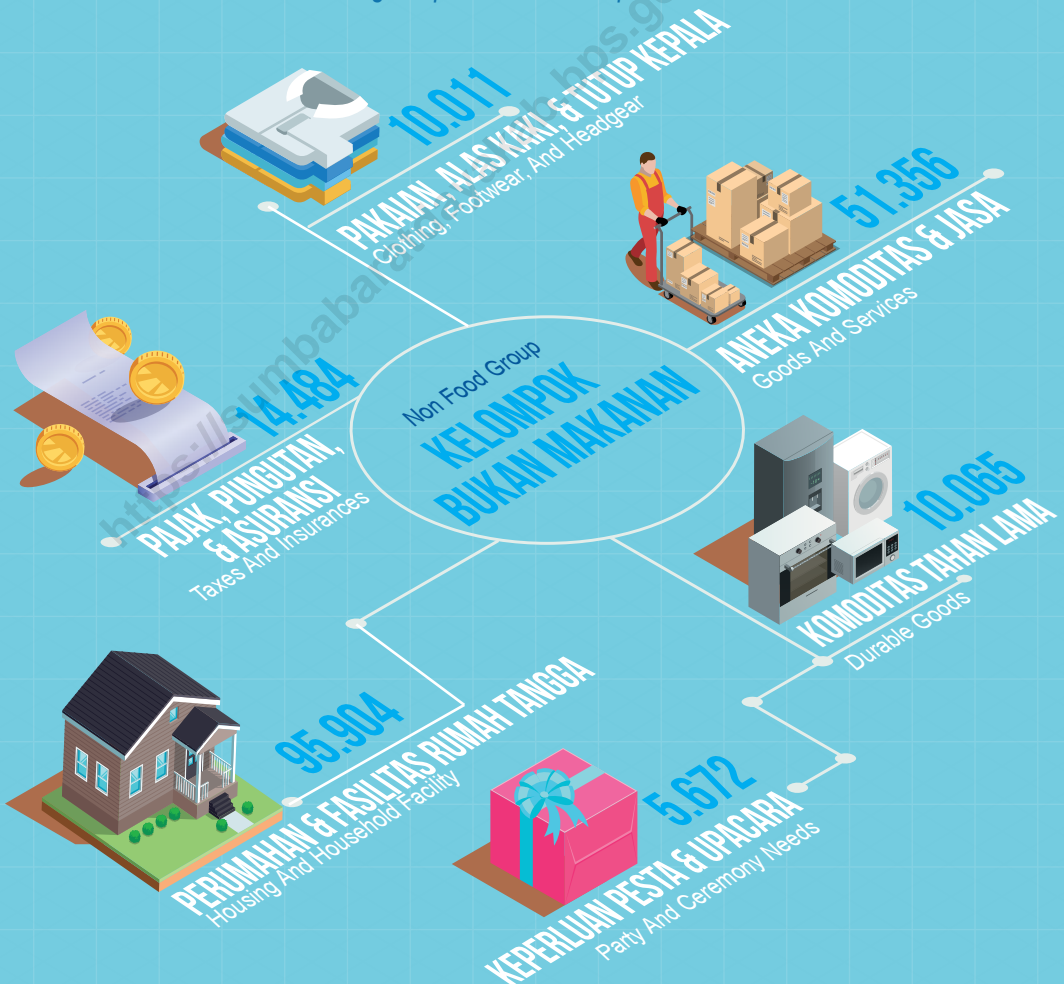 10.011
PAKAIAN, ALAS KAKI, & TUTUP KEPALA
Clothing, Footwear, And Headgear
51.356
ANEKA KOMODITAS & JASA
Goods And Services
14.484
PAJAK, PUNGUTAN,
& ASURANSI
Taxes And Insurances
Non Food Group
KELOMPOK
BUKAN MAKANAN
10.065
KOMODITAS TAHAN LAMA
Durable Goods
95.904
PERUMAHAN & FASILITAS RUMAH TANGGA
Housing And Household Facility
5.672
KEPERLUAN PESTA & UPACARA
Party And Ceremony Needs